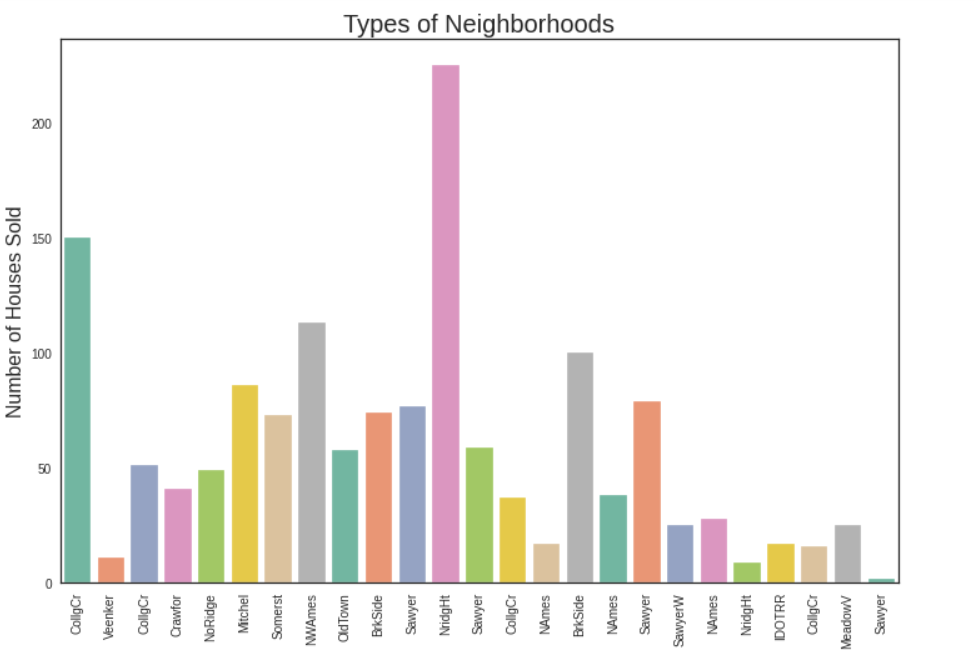 Types of Neighborhoods
Number of Houses Sold
200
150
100
50
0
CollgCr
Veenker
CollgCr
Crawfor
NoRidge
Mitchel
Somerst
NWAmes
OldTown
BrkSide
Sawyer
NridgHt
Sawyer
CollgCr
NAmes
BrkSide
NAmes
Sawyer
SawyerW
NAmes
NridgHt
IDOTRR
CollgCr
MeadowV
Sawyer